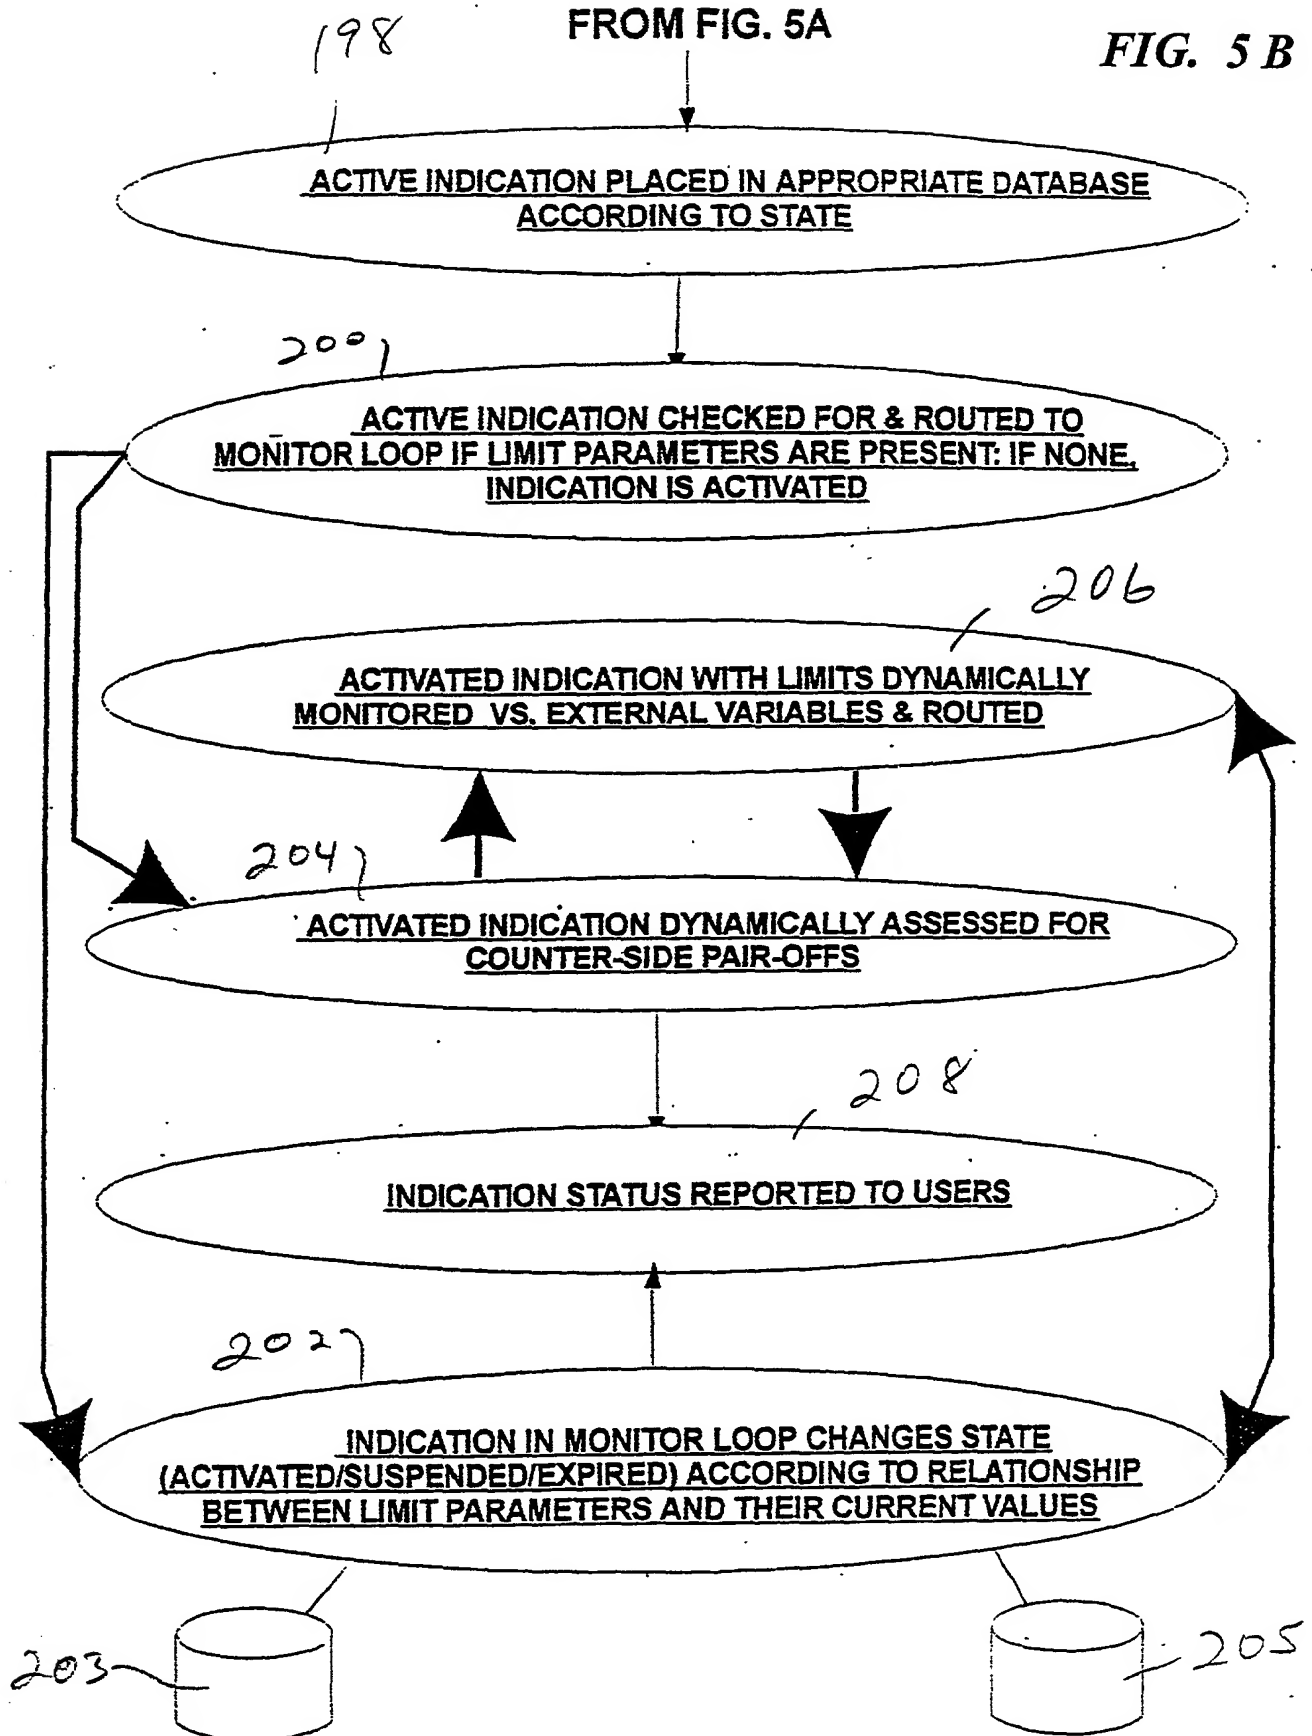 FROM FIG. 5A
FIG. 5 B
198
ACTIVE INDICATION PLACED IN APPROPRIATE DATABASE
ACCORDING TO STATE
200
ACTIVE INDICATION CHECKED FOR & ROUTED TO
MONITOR LOOP IF LIMIT PARAMETERS ARE PRESENT: IF NONE,
INDICATION IS ACTIVATED
206
ACTIVATED INDICATION WITH LIMITS DYNAMICALLY
MONITORED VS. EXTERNAL VARIABLES & ROUTED
204
ACTIVATED INDICATION DYNAMICALLY ASSESSED FOR
COUNTER-SIDE PAIR-OFFS
208
INDICATION STATUS REPORTED TO USERS
202
INDICATION IN MONITOR LOOP CHANGES STATE
(ACTIVATED/SUSPENDED/EXPIRED) ACCORDING TO RELATIONSHIP
BETWEEN LIMIT PARAMETERS AND THEIR CURRENT VALUES
203
205